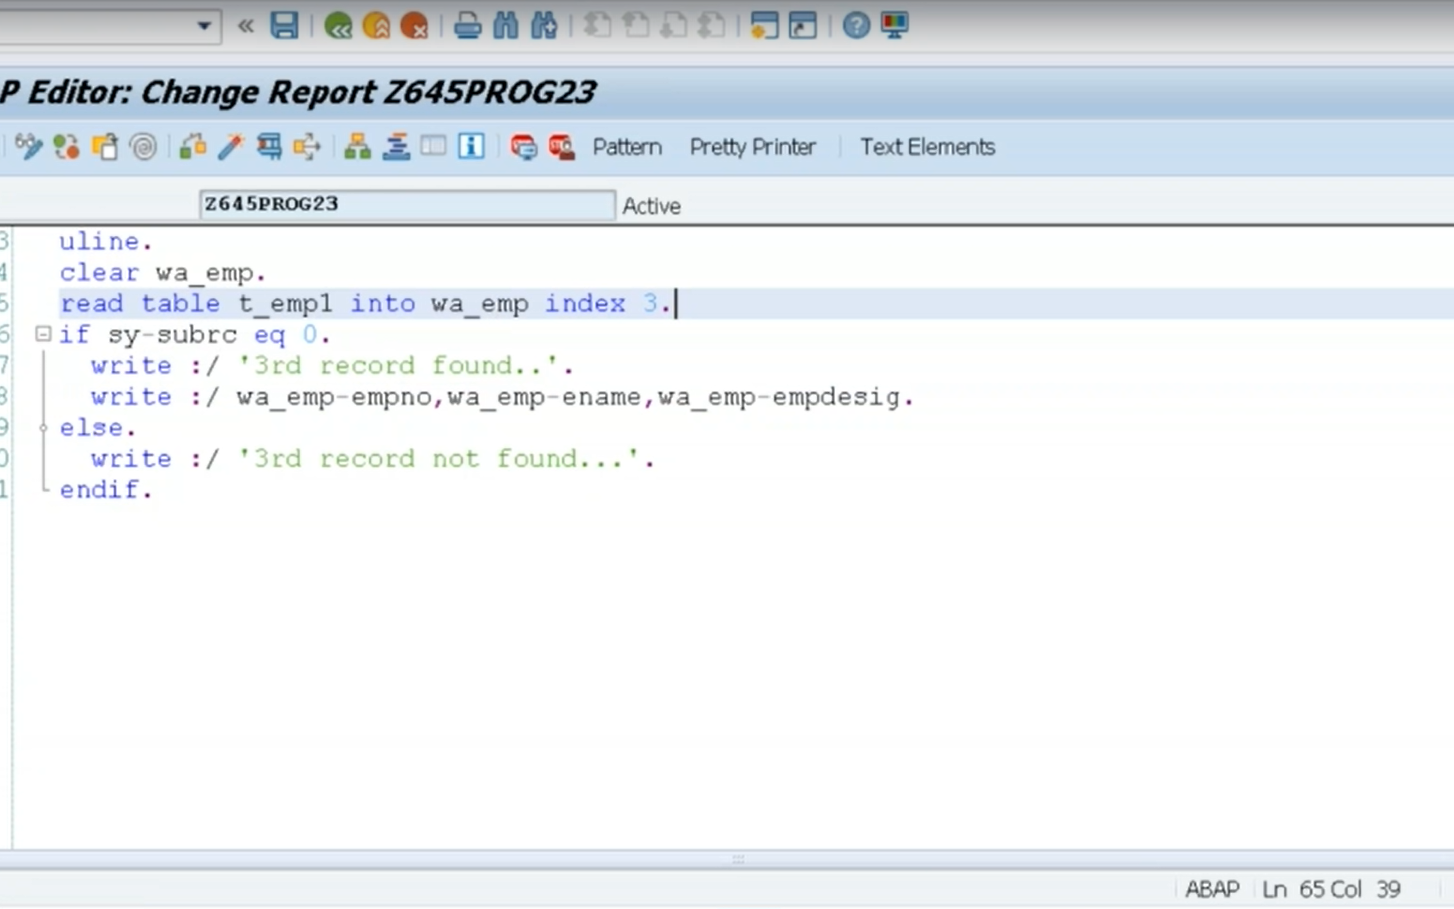 «
P Editor: Change Report Z645PROG23
Pattern Pretty Printer Text Elements
Z645PROG23 Active
3 uline.
4 clear wa_emp.
5 read table t_emp1 into wa_emp index 3.
6 if sy-subrc eq 0.
7 write :/ '3rd record found..'.
8 write :/ wa_emp-empno,wa_emp-ename,wa_emp-empdesig.
9 else.
0 write :/ '3rd record not found...'.
1 endif.
ABAP Ln 65 Col 39